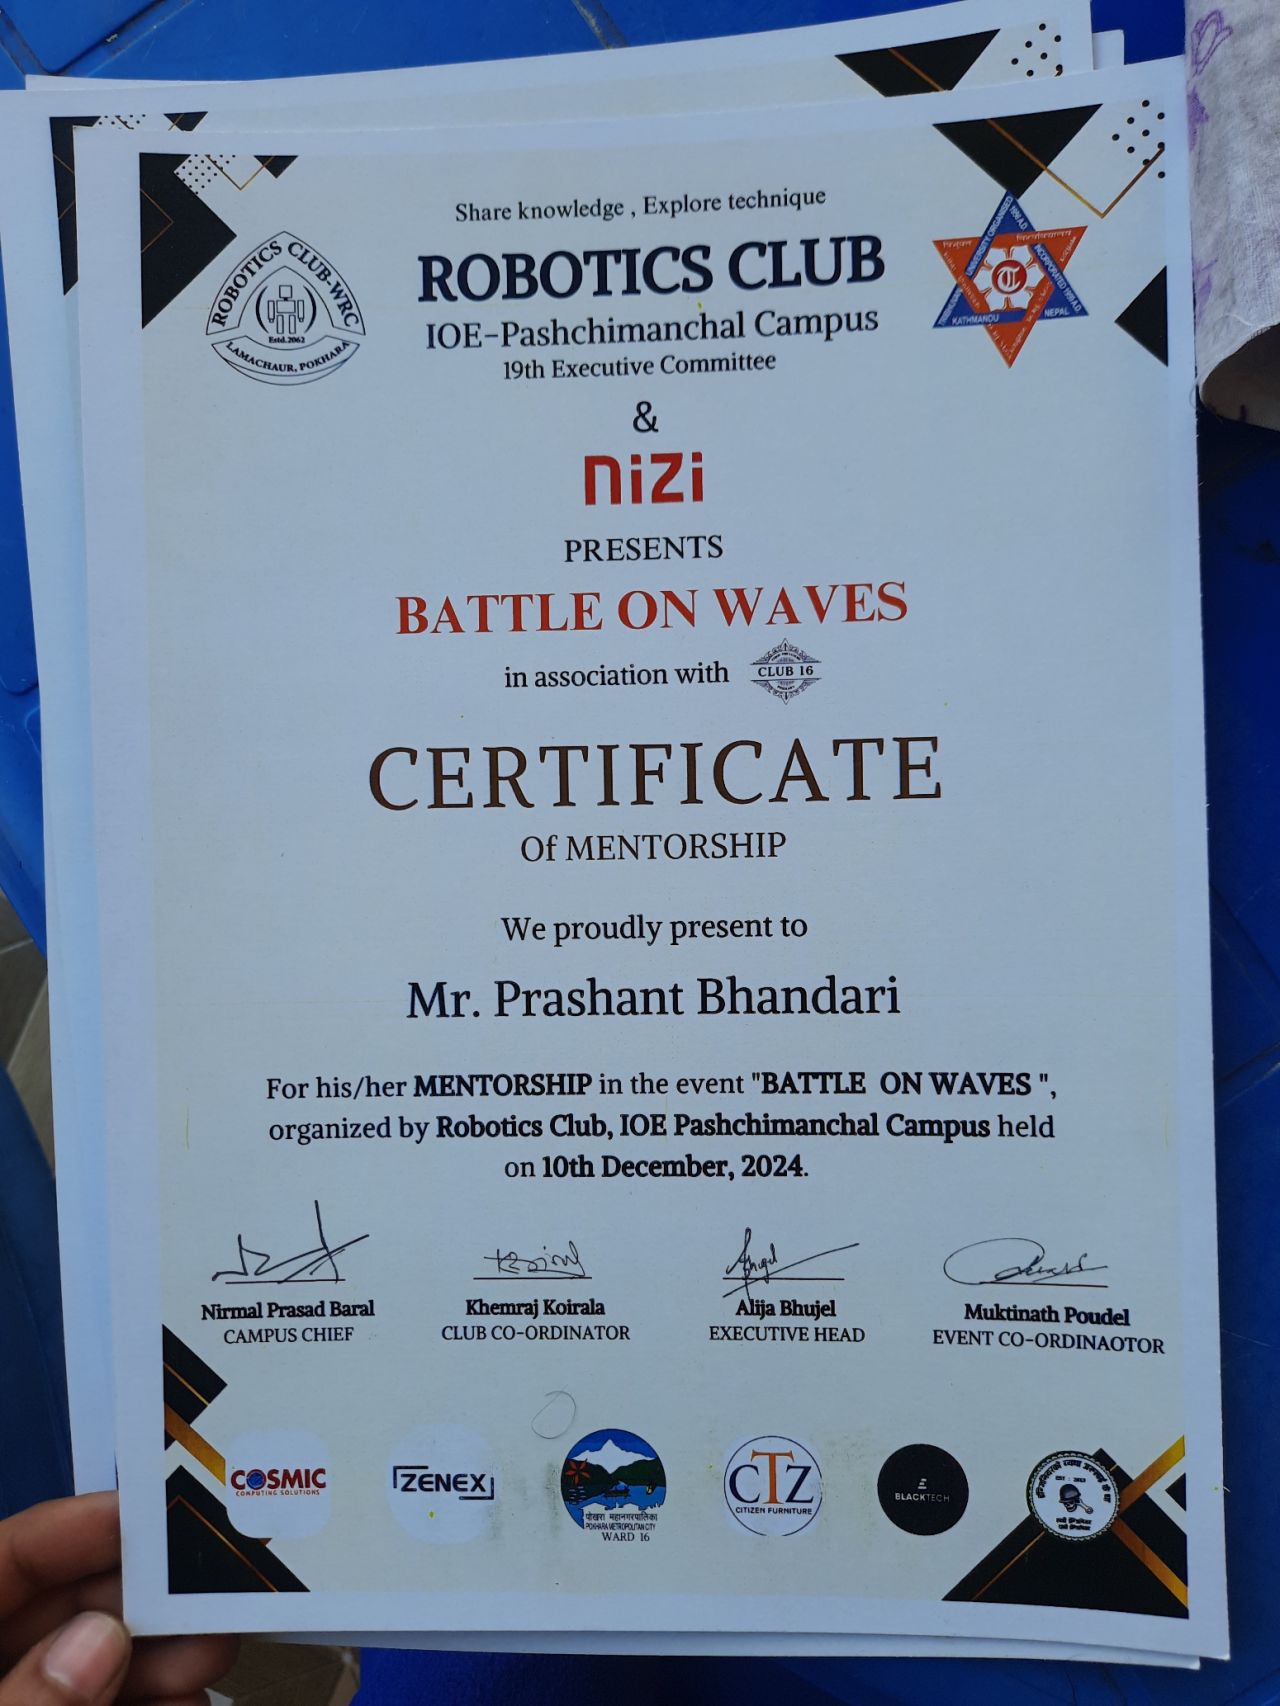 Share knowledge , Explore technique
ROBOTICS CLUB
IOE-Pashchimanchal Campus
19th Executive Committee
ROBOTICS CLUB-WRC
Estd.2062
LAMACHAUR, POKHARA
UNIVERSITY ORGANISED
INCORPORATED 1959 A.D.
KATHMANDU
NEPAL
&
nizi
PRESENTS
BATTLE ON WAVES
in association with
CLUB 16
CERTIFICATE
Of MENTORSHIP
We proudly present to
Mr. Prashant Bhandari
For his/her MENTORSHIP in the event "BATTLE ON WAVES ",
organized by Robotics Club, IOE Pashchimanchal Campus held
on 10th December, 2024.
Nirmal Prasad Baral
CAMPUS CHIEF
Khemraj Koirala
CLUB CO-ORDINATOR
Alija Bhujel
EXECUTIVE HEAD
Muktinath Poudel
EVENT CO-ORDINAOTOR
COSMIC
COMPUTING SOLUTIONS
ZENEX
पोखरा महानगरपालिका
POKHARA METROPOLITAN CITY
WARD 16
CTZ
CITIZEN FURNITURE
BLACKTECH